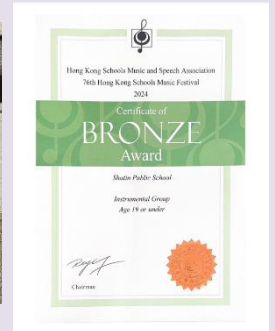 Hong Kong Schools Music and Speech Association
76th Hong Kong Schools Music Festival
2024
Certificate of
BRONZE
Award
Shatin Public School
Instrumental Group
Age 19 or under
Chairman